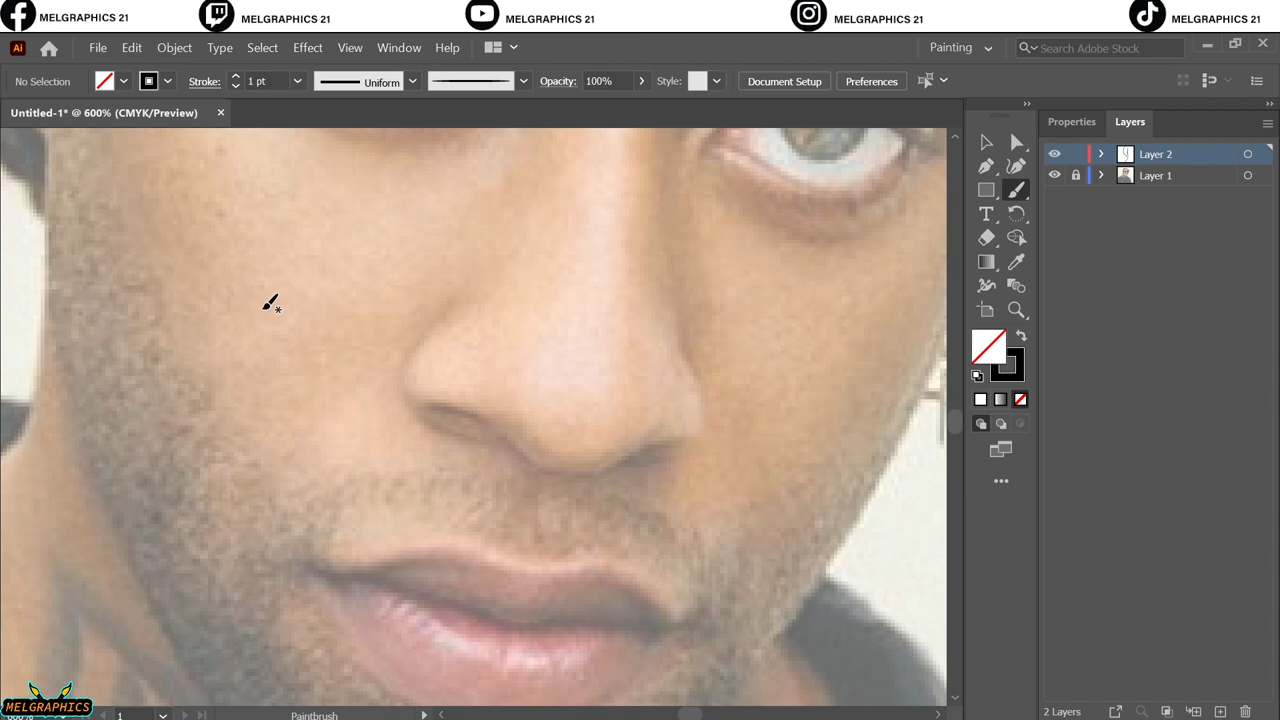 MELGRAPHICS 21 MELGRAPHICS 21 MELGRAPHICS 21 MELGRAPHICS 21 MELGRAPHICS 21
Ai File Edit Object Type Select Effect View Window Help Painting Search Adobe Stock
No Selection Stroke: 1 pt Uniform Opacity: 100% Style: Document Setup Preferences
Untitled-1* @ 600% (CMYK/Preview)
Properties Layers
Layer 2
Layer 1
MELGRAPHICS
1 Paintbrush 2 Layers